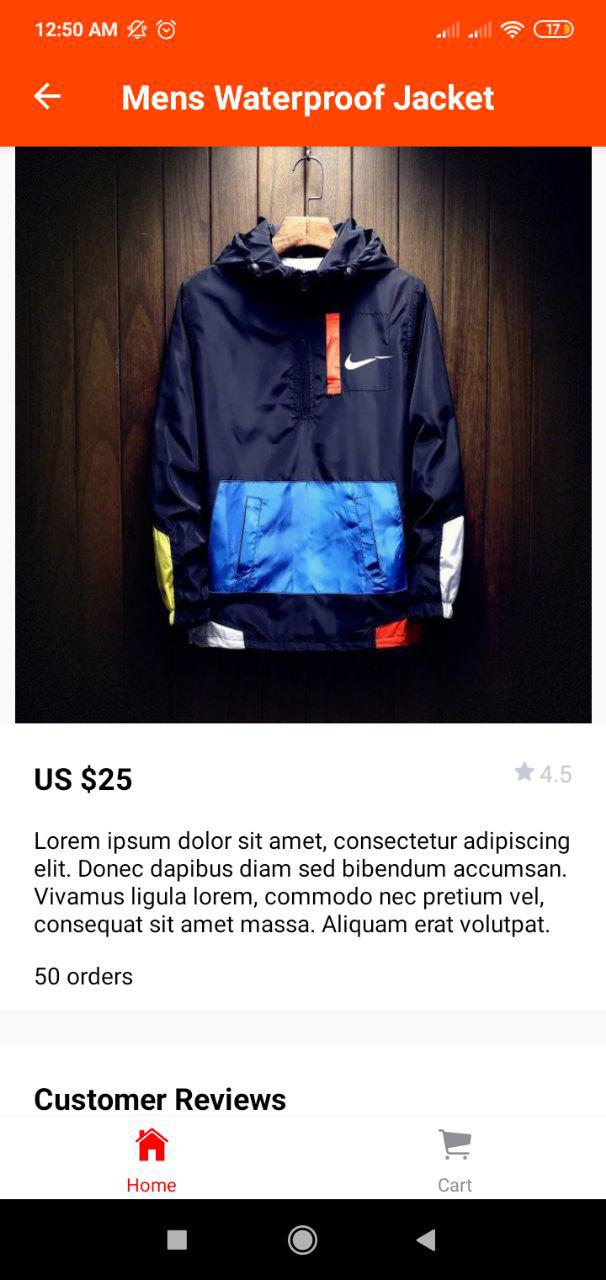 12:50 AM
17
Mens Waterproof Jacket
US $25
4.5
Lorem ipsum dolor sit amet, consectetur adipiscing
elit. Donec dapibus diam sed bibendum accumsan.
Vivamus ligula lorem, commodo nec pretium vel,
consequat sit amet massa. Aliquam erat volutpat.
50 orders
Customer Reviews
Home
Cart